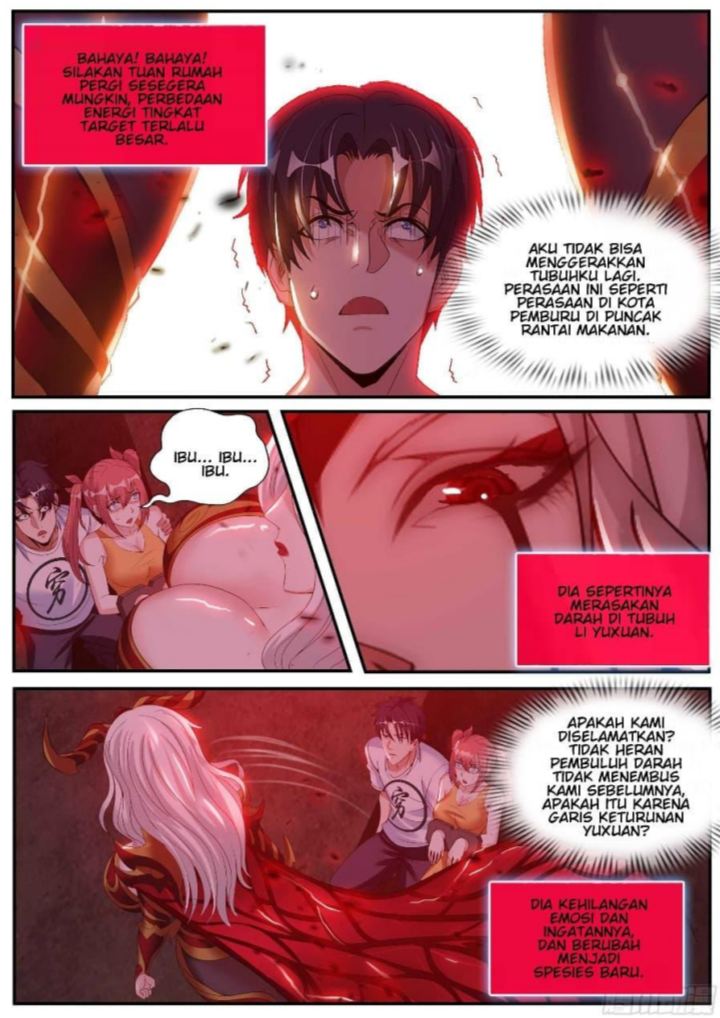 BAHAYA! BAHAYA!
SILAKAN TUAN RUMAH
PERGI SESEGERA
MUNGKIN, PERBEDAAN
ENERGI TINGKAT
TARGET TERLALU
BESAR.
AKU TIDAK BISA
MENGGERAKKAN
TUBUHKU LAGI.
PERASAAN INI SEPERTI
PERASAAN DI KOTA
PEMBURU DI PUNCAK
RANTAI MAKANAN.
IBU... IBU...
IBU.
穷
DIA SEPERTINYA
MERASAKAN
DARAH DI TUBUH
LI YUXUAN.
APAKAH KAMI
DISELAMATKAN?
TIDAK HERAN
PEMBULUH DARAH
TIDAK MENEMBUS
KAMI SEBELUMNYA,
APAKAH ITU KARENA
GARIS KETURUNAN
YUXUAN?
穷
DIA KEHILANGAN
EMOSI DAN
INGATANNYA,
DAN BERUBAH
MENJADI
SPESIES BARU.